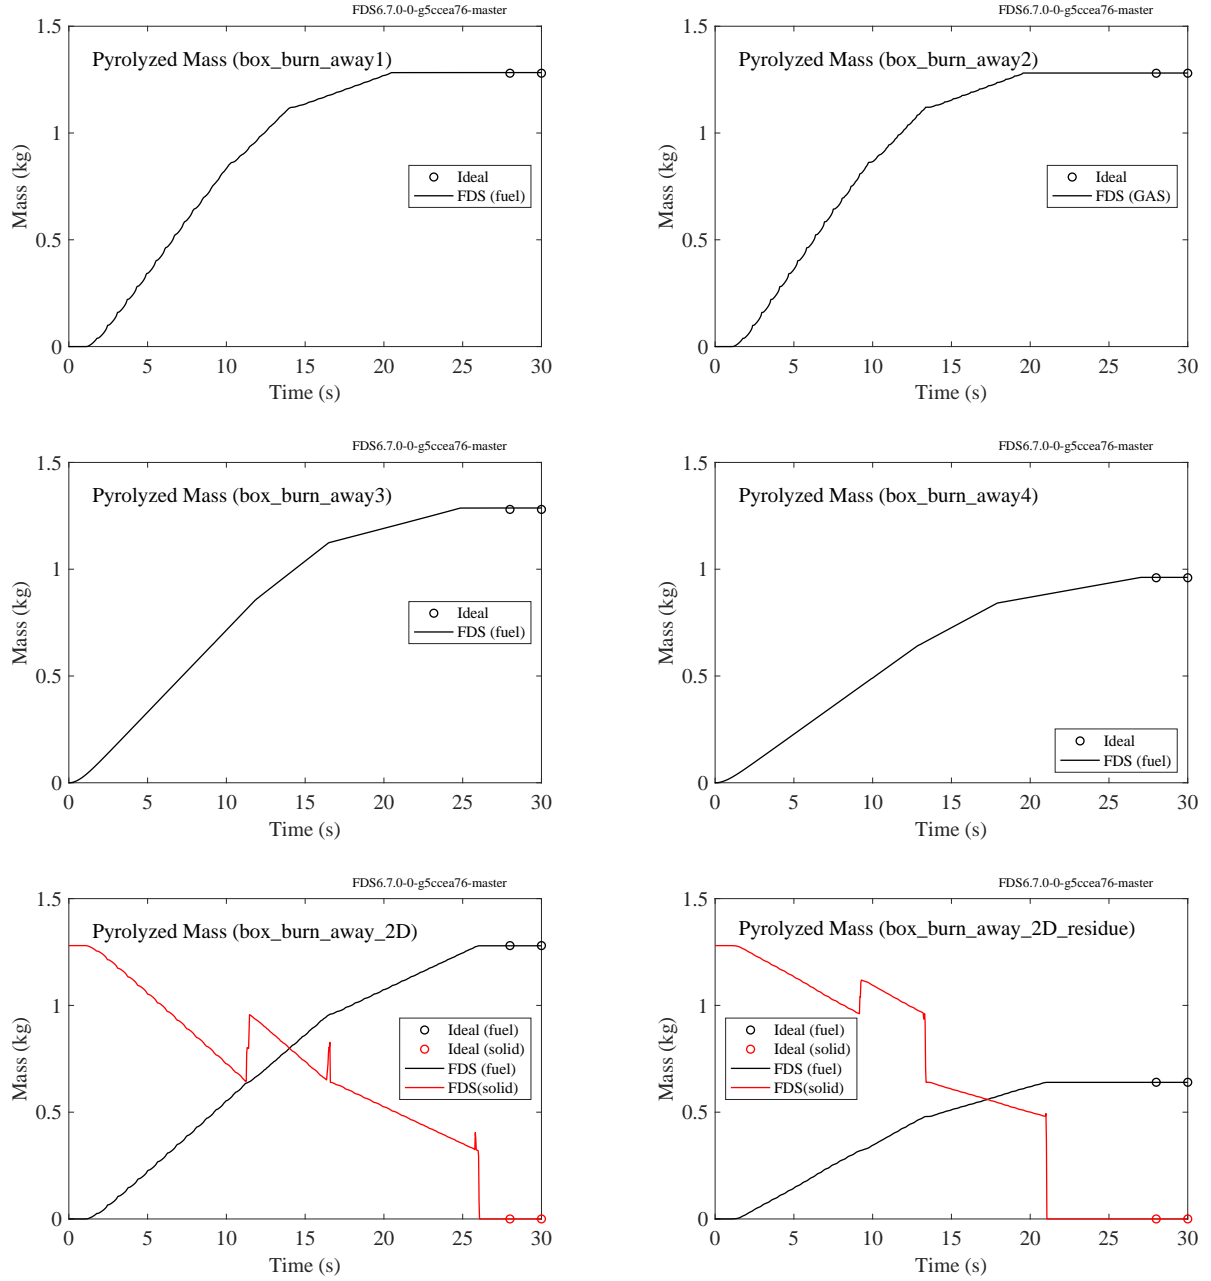 FDS6.7.0-0-g5ccea76-master
Pyrolyzed Mass (box_burn_away1)
1.5
1
0.5
0
Mass (kg)
Ideal
FDS (fuel)
0 5 10 15 20 25 30
Time (s)
FDS6.7.0-0-g5ccea76-master
Pyrolyzed Mass (box_burn_away2)
1.5
1
0.5
0
Mass (kg)
Ideal
FDS (GAS)
0 5 10 15 20 25 30
Time (s)
FDS6.7.0-0-g5ccea76-master
Pyrolyzed Mass (box_burn_away3)
1.5
1
0.5
0
Mass (kg)
Ideal
FDS (fuel)
0 5 10 15 20 25 30
Time (s)
FDS6.7.0-0-g5ccea76-master
Pyrolyzed Mass (box_burn_away4)
1.5
1
0.5
0
Mass (kg)
Ideal
FDS (fuel)
0 5 10 15 20 25 30
Time (s)
FDS6.7.0-0-g5ccea76-master
Pyrolyzed Mass (box_burn_away_2D)
1.5
1
0.5
0
Mass (kg)
Ideal (fuel)
Ideal (solid)
FDS (fuel)
FDS(solid)
0 5 10 15 20 25 30
Time (s)
FDS6.7.0-0-g5ccea76-master
Pyrolyzed Mass (box_burn_away_2D_residue)
1.5
1
0.5
0
Mass (kg)
Ideal (fuel)
Ideal (solid)
FDS (fuel)
FDS(solid)
0 5 10 15 20 25 30
Time (s)